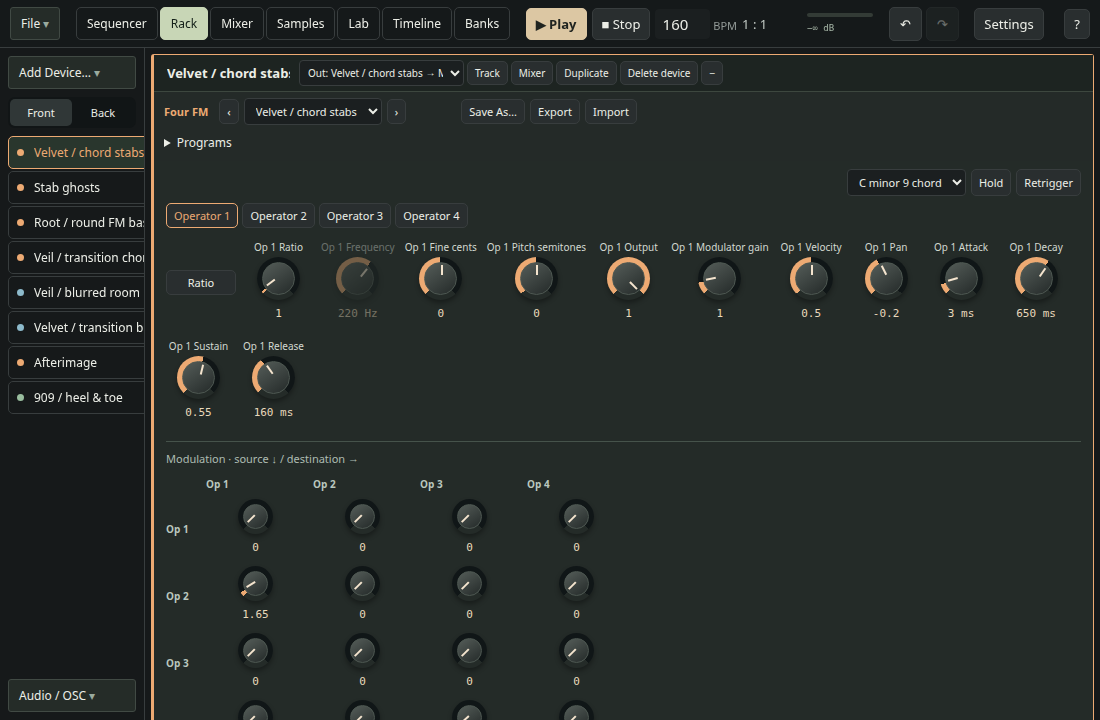 File ▾ Sequencer Rack Mixer Samples Lab Timeline Banks ▶ Play ■ Stop 160 BPM 1 : 1 −∞ dB ↶ ↷ Settings ?
Add Device... ▾
Front Back
Velvet / chord stabs
Stab ghosts
Root / round FM bas
Veil / transition chor
Veil / blurred room
Velvet / transition b
Afterimage
909 / heel & toe
Audio / OSC ▾
Velvet / chord stabs Out: Velvet / chord stabs → M Track Mixer Duplicate Delete device −
Four FM ‹ Velvet / chord stabs › Save As... Export Import
▶ Programs
C minor 9 chord Hold Retrigger
Operator 1 Operator 2 Operator 3 Operator 4
Op 1 Ratio Op 1 Frequency Op 1 Fine cents Op 1 Pitch semitones Op 1 Output Op 1 Modulator gain Op 1 Velocity Op 1 Pan Op 1 Attack Op 1 Decay
Ratio
1 220 Hz 0 0 1 1 0.5 -0.2 3 ms 650 ms
Op 1 Sustain Op 1 Release
0.55 160 ms
Modulation · source ↓ / destination →
Op 1 Op 2 Op 3 Op 4
Op 1
0 0 0 0
Op 2
1.65 0 0 0
Op 3
0 0 0 0